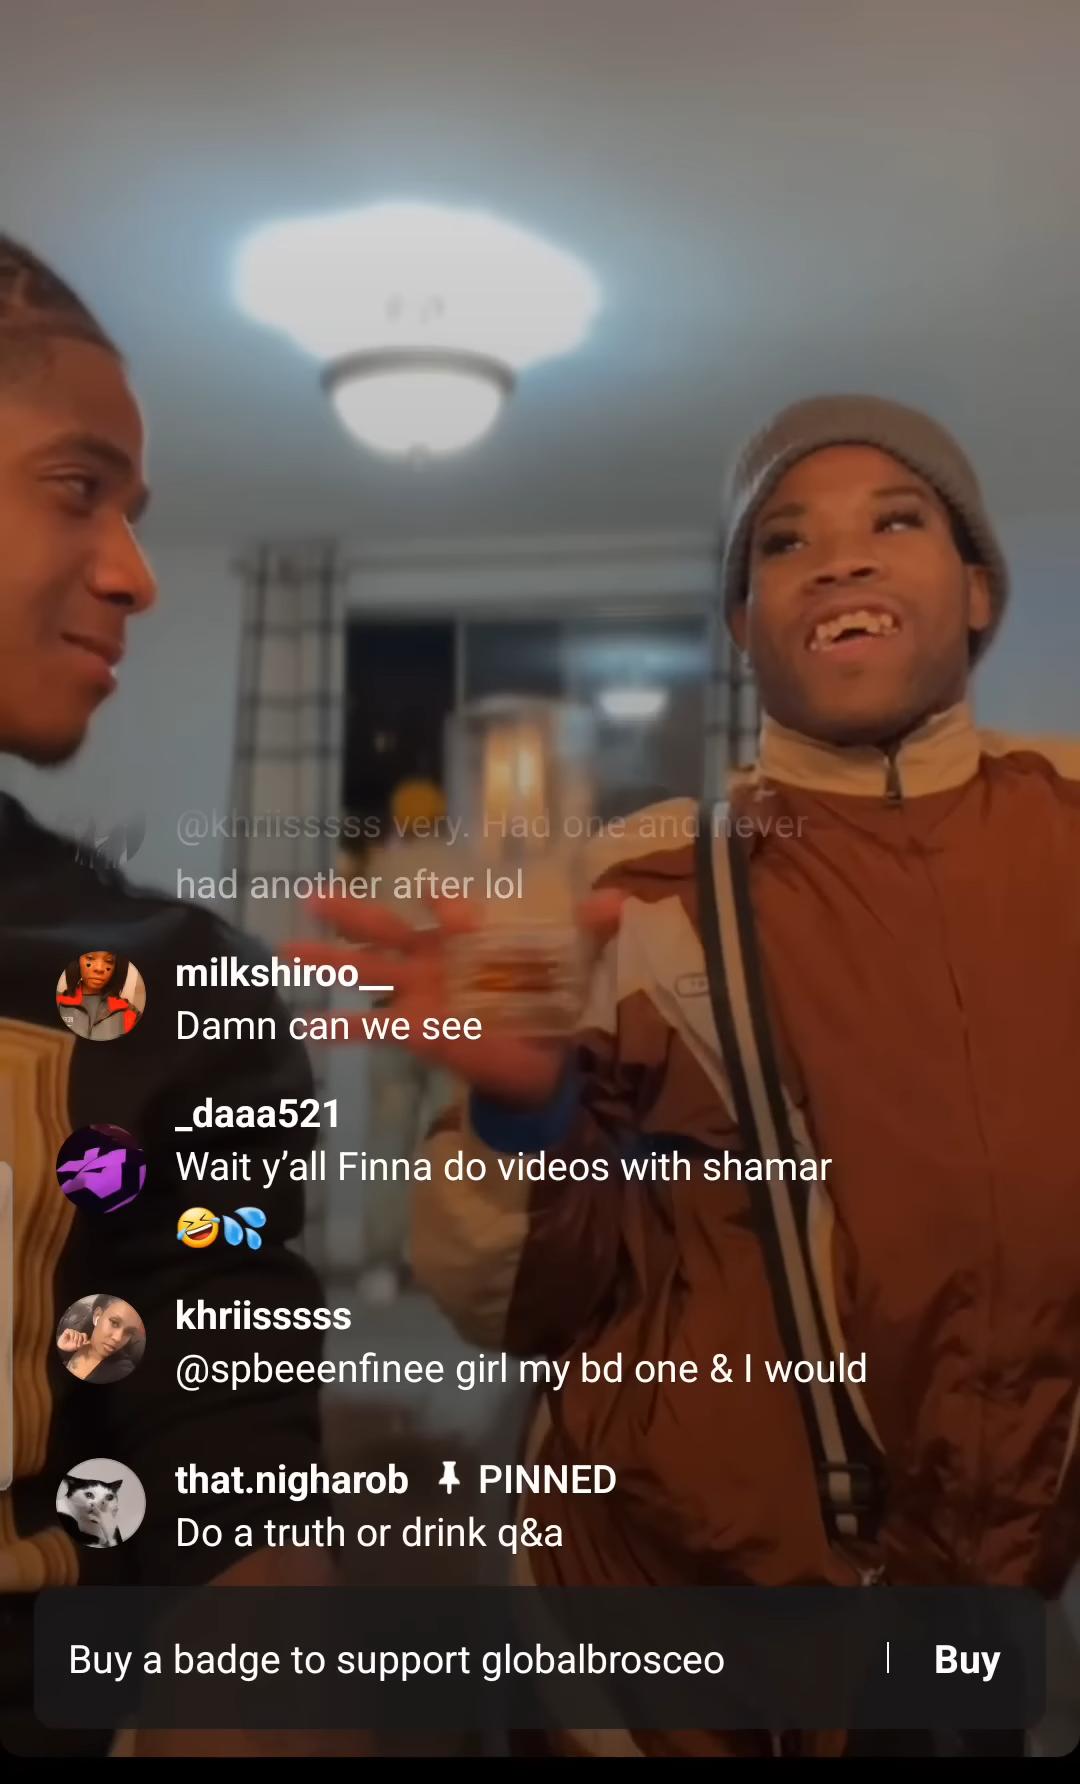 @khriisssss very. Had one and never
had another after lol
milkshiroo__
Damn can we see
_daaa521
Wait y’all Finna do videos with shamar
🤣💦
khriisssss
@spbeeenfinee girl my bd one & I would
that.nigharob 📌 PINNED
Do a truth or drink q&a
Buy a badge to support globalbrosceo | Buy